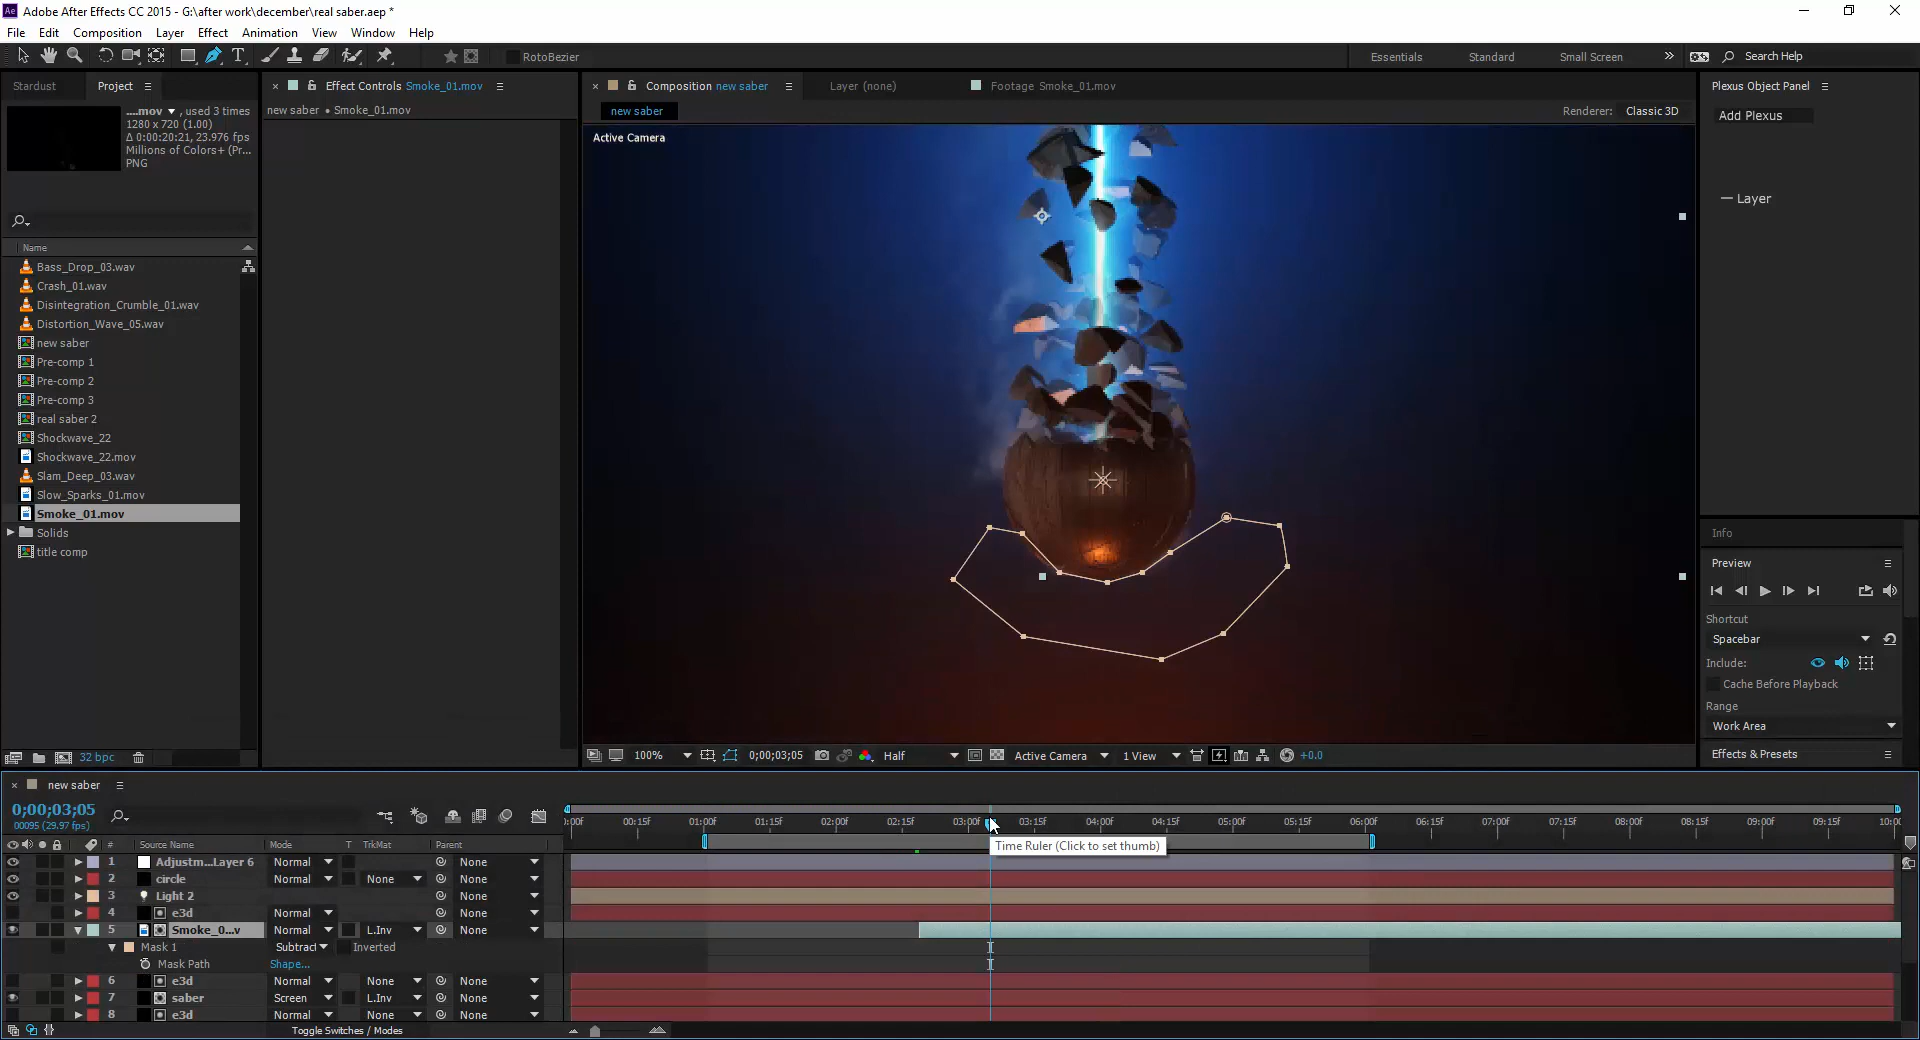 Adobe After Effects CC 2015 - G:\after work\december\real saber.aep *
File Edit Composition Layer Effect Animation View Window Help
RotoBezier
Essentials Standard Small Screen Search Help
Stardust Project
Effect Controls Smoke_01.mov
Composition new saber Layer (none) Footage Smoke_01.mov
Plexus Object Panel
....mov ▼ , used 3 times
1280 x 720 (1.00)
Δ 0:00:20:21, 23.976 fps
Millions of Colors+ (Pr...
PNG
new saber • Smoke_01.mov
new saber
Renderer: Classic 3D
Add Plexus
Active Camera
— Layer
Name
Bass_Drop_03.wav
Crash_01.wav
Disintegration_Crumble_01.wav
Distortion_Wave_05.wav
new saber
Pre-comp 1
Pre-comp 2
Pre-comp 3
real saber 2
Shockwave_22
Shockwave_22.mov
Slam_Deep_03.wav
Slow_Sparks_01.mov
Smoke_01.mov
Solids
title comp
Info
Preview
Shortcut
Spacebar
Include:
Cache Before Playback
Range
Work Area
Effects & Presets
32 bpc
100% 0;00;03;05 Half Active Camera 1 View +0.0
new saber
0;00;03;05
00095 (29.97 fps)
):00f 00:15f 01:00f 01:15f 02:00f 02:15f 03:00f 03:15f 04:00f 04:15f 05:00f 05:15f 06:00f 06:15f 07:00f 07:15f 08:00f 08:15f 09:00f 09:15f 10:0
Time Ruler (Click to set thumb)
# Source Name Mode T TrkMat Parent
1 Adjustm...Layer 6 Normal None
2 circle Normal None None
3 Light 2 None
4 e3d Normal None
5 Smoke_0...v Normal L.Inv None
Mask 1 Subtract Inverted
Mask Path Shape...
6 e3d Normal None None
7 saber Screen L.Inv None
8 e3d Normal None None
Toggle Switches / Modes